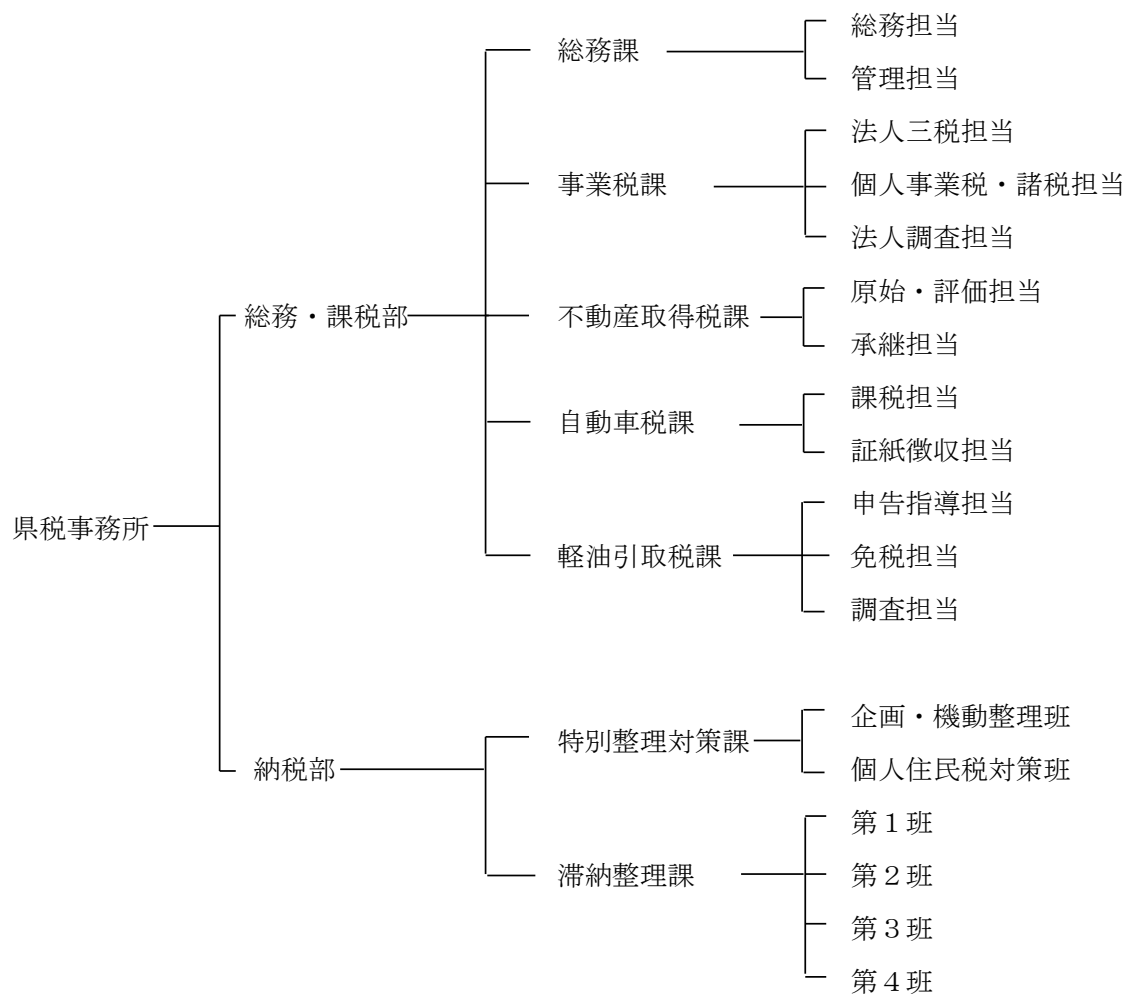 県税事務所
総務・課税部
総務課
総務担当
管理担当
事業税課
法人三税担当
個人事業税・諸税担当
法人調査担当
不動産取得税課
原始・評価担当
承継担当
自動車税課
課税担当
証紙徴収担当
軽油引取税課
申告指導担当
免税担当
調査担当
納税部
特別整理対策課
企画・機動整理班
個人住民税対策班
滞納整理課
第１班
第２班
第３班
第４班